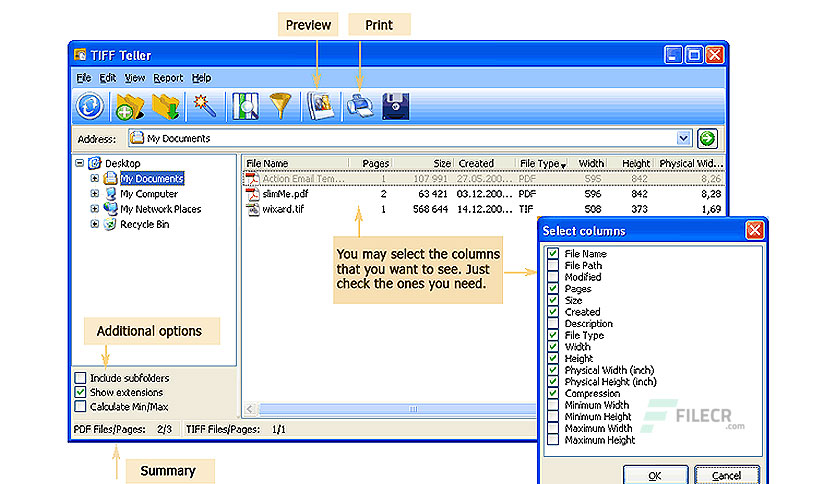 Preview
Print
TIFF Teller
File Edit View Report Help
Address: My Documents
Desktop
My Documents
My Computer
My Network Places
Recycle Bin
File Name Pages Size Created File Type Width Height Physical Wid...
Action Email Tem... 1 107 991 27.05.200... PDF 595 842 8,26
slimMe.pdf 2 63 421 03.12.200... PDF 596 842 8,28
wixard.tif 1 568 644 14.12.200... TIF 508 373 1,69
You may select the columns
that you want to see. Just
check the ones you need.
Select columns
File Name
File Path
Modified
Pages
Size
Created
Description
File Type
Width
Height
Physical Width (inch)
Physical Height (inch)
Compression
Minimum Width
Minimum Height
Maximum Width
Maximum Height
OK Cancel
FILECR
.com
Additional options
Include subfolders
Show extensions
Calculate Min/Max
PDF Files/Pages: 2/3 TIFF Files/Pages: 1/1
Summary